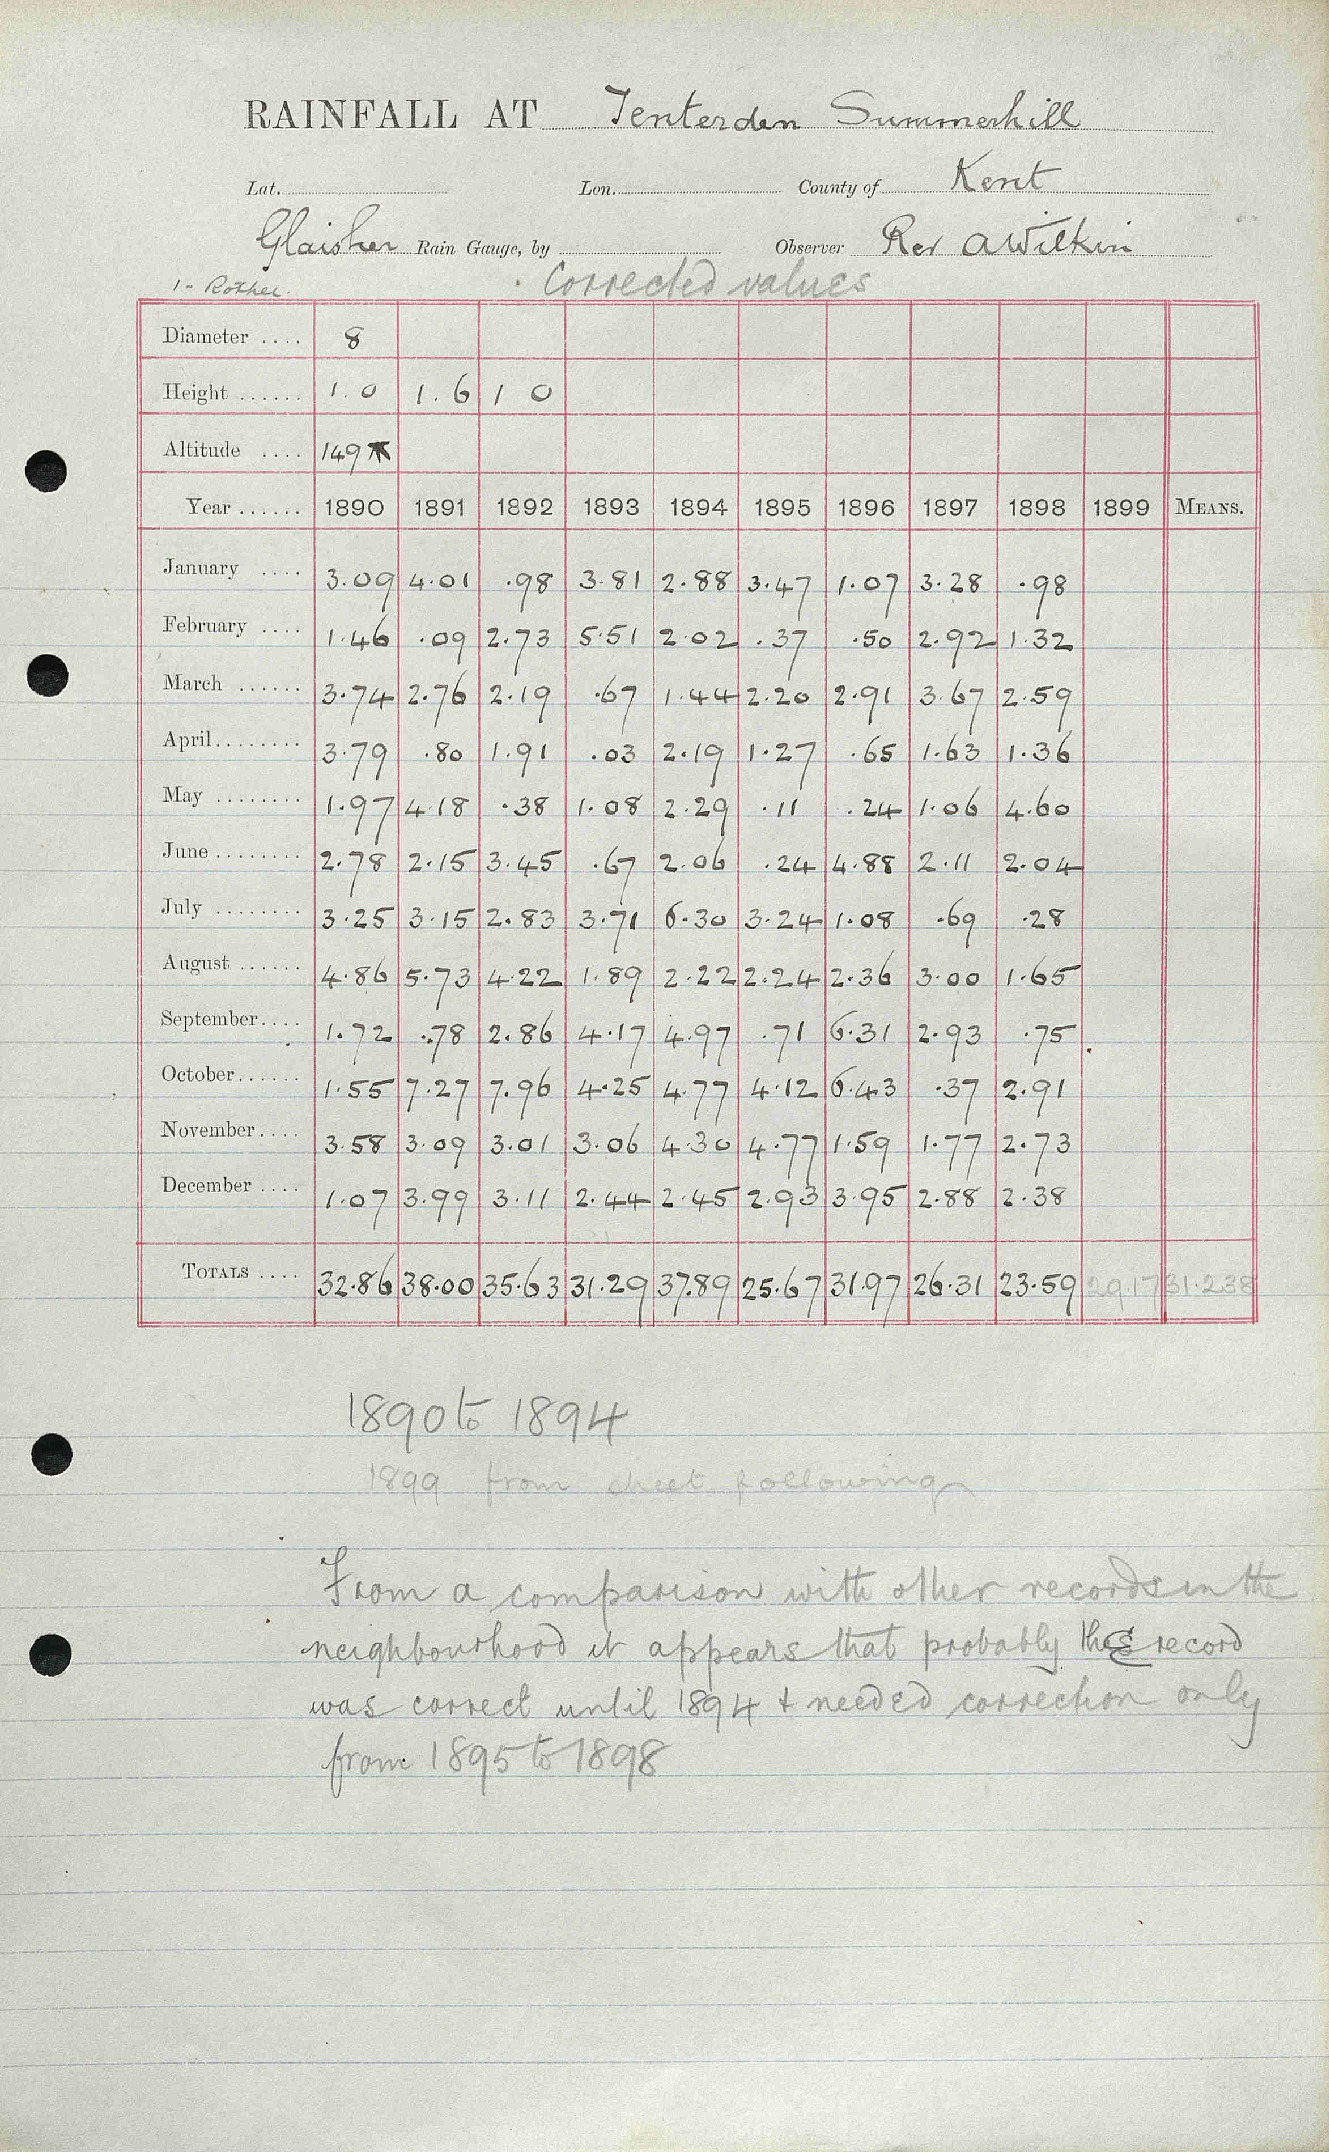 RAINFALL AT Tenterden Summerhill
Lat. Lon. County of Kent
Glaisher Rain Gauge, by Observer Rev A Wilkin
1 - Rother. Corrected values
Diameter .... 8
Height ...... 1.0 1.6 1 0
Altitude .... 149
Year ...... 1890 1891 1892 1893 1894 1895 1896 1897 1898 1899 MEANS.
January .... 3.09 4.01 .98 3.81 2.88 3.47 1.07 3.28 .98
February .... 1.46 .09 2.73 5.51 2.02 .37 .50 2.92 1.32
March ...... 3.74 2.76 2.19 .67 1.44 2.20 2.91 3.67 2.59
April........ 3.79 .80 1.91 .03 2.19 1.27 .65 1.63 1.36
May ........ 1.97 4.18 .38 1.08 2.29 .11 .24 1.06 4.60
June ........ 2.78 2.15 3.45 .67 2.06 .24 4.88 2.11 2.04
July ........ 3.25 3.15 2.83 3.71 6.30 3.24 1.08 .69 .28
August ...... 4.86 5.73 4.22 1.89 2.22 2.24 2.36 3.00 1.65
September.... 1.72 .78 2.86 4.17 4.97 .71 6.31 2.93 .75
October...... 1.55 7.27 7.96 4.25 4.77 4.12 6.43 .37 2.91
November.... 3.58 3.09 3.01 3.06 4.30 4.77 1.59 1.77 2.73
December .... 1.07 3.99 3.11 2.44 2.45 2.93 3.95 2.88 2.38
TOTALS .... 32.86 38.00 35.63 31.29 37.89 25.67 31.97 26.31 23.59 29.17 31.238
1890 to 1894
1899 from sheet following
From a comparison with other records in the
neighbourhood it appears that probably this record
was correct until 1894 & needed correction only
from 1895 to 1898